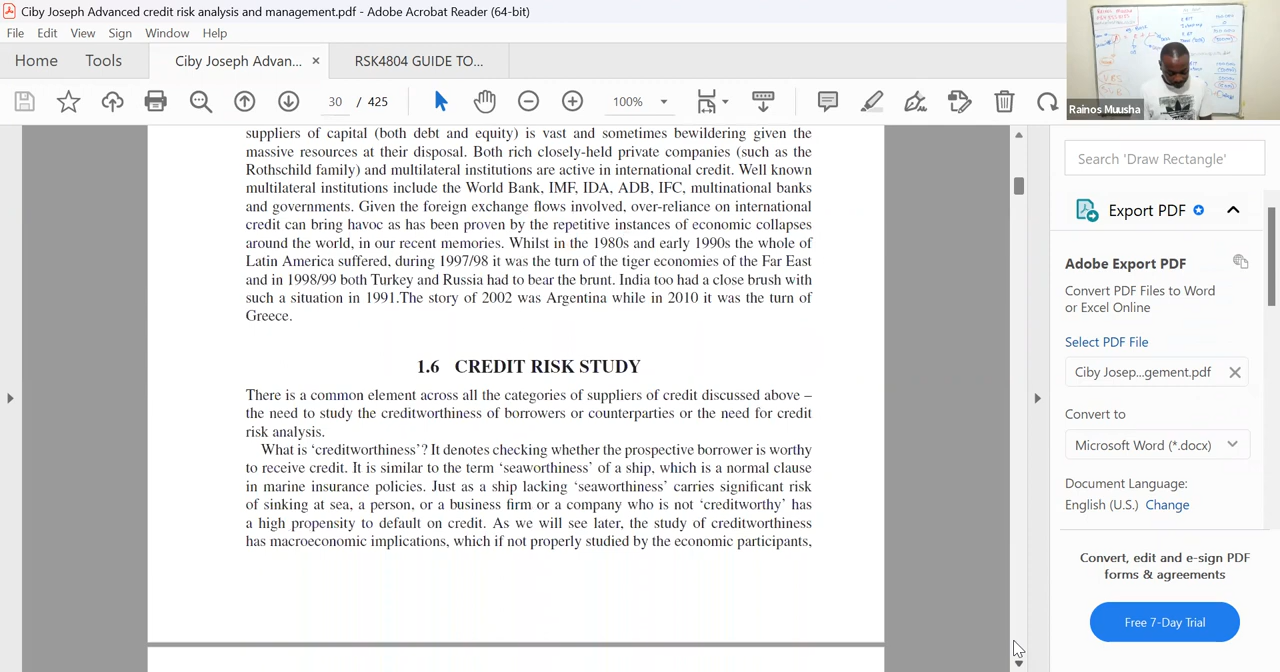 Ciby Joseph Advanced credit risk analysis and management.pdf - Adobe Acrobat Reader (64-bit)
File Edit View Sign Window Help
Home Tools Ciby Joseph Advan... × RSK4804 GUIDE TO...
30 / 425 100%
Rainos Muusha
suppliers of capital (both debt and equity) is vast and sometimes bewildering given the
massive resources at their disposal. Both rich closely-held private companies (such as the
Rothschild family) and multilateral institutions are active in international credit. Well known
multilateral institutions include the World Bank, IMF, IDA, ADB, IFC, multinational banks
and governments. Given the foreign exchange flows involved, over-reliance on international
credit can bring havoc as has been proven by the repetitive instances of economic collapses
around the world, in our recent memories. Whilst in the 1980s and early 1990s the whole of
Latin America suffered, during 1997/98 it was the turn of the tiger economies of the Far East
and in 1998/99 both Turkey and Russia had to bear the brunt. India too had a close brush with
such a situation in 1991.The story of 2002 was Argentina while in 2010 it was the turn of
Greece.
1.6 CREDIT RISK STUDY
There is a common element across all the categories of suppliers of credit discussed above –
the need to study the creditworthiness of borrowers or counterparties or the need for credit
risk analysis.
What is ‘creditworthiness’? It denotes checking whether the prospective borrower is worthy
to receive credit. It is similar to the term ‘seaworthiness’ of a ship, which is a normal clause
in marine insurance policies. Just as a ship lacking ‘seaworthiness’ carries significant risk
of sinking at sea, a person, or a business firm or a company who is not ‘creditworthy’ has
a high propensity to default on credit. As we will see later, the study of creditworthiness
has macroeconomic implications, which if not properly studied by the economic participants,
Search 'Draw Rectangle'
Export PDF
Adobe Export PDF
Convert PDF Files to Word
or Excel Online
Select PDF File
Ciby Josep...gement.pdf
Convert to
Microsoft Word (*.docx)
Document Language:
English (U.S.) Change
Convert, edit and e-sign PDF
forms & agreements
Free 7-Day Trial